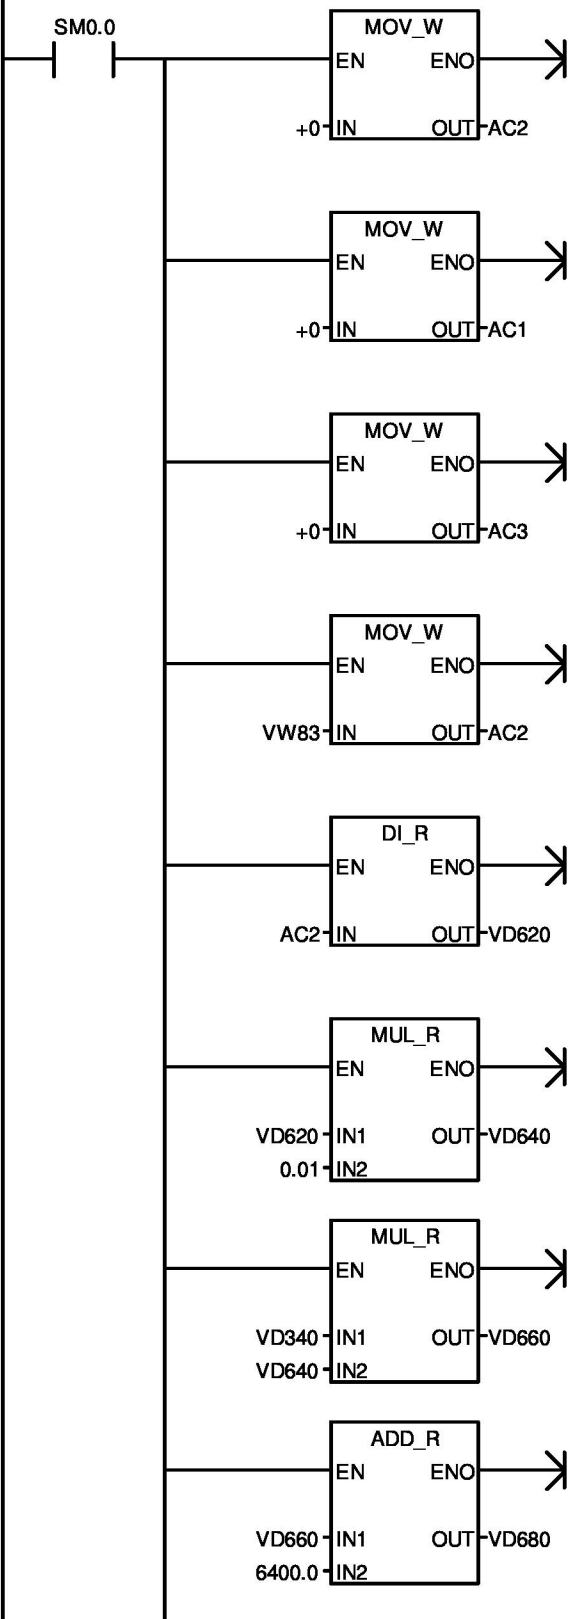 SM0.0
MOV_W
EN ENO
+0 IN OUT AC2
MOV_W
EN ENO
+0 IN OUT AC1
MOV_W
EN ENO
+0 IN OUT AC3
MOV_W
EN ENO
VW83 IN OUT AC2
DI_R
EN ENO
AC2 IN OUT VD620
MUL_R
EN ENO
VD620 IN1 OUT VD640
0.01 IN2
MUL_R
EN ENO
VD340 IN1 OUT VD660
VD640 IN2
ADD_R
EN ENO
VD660 IN1 OUT VD680
6400.0 IN2